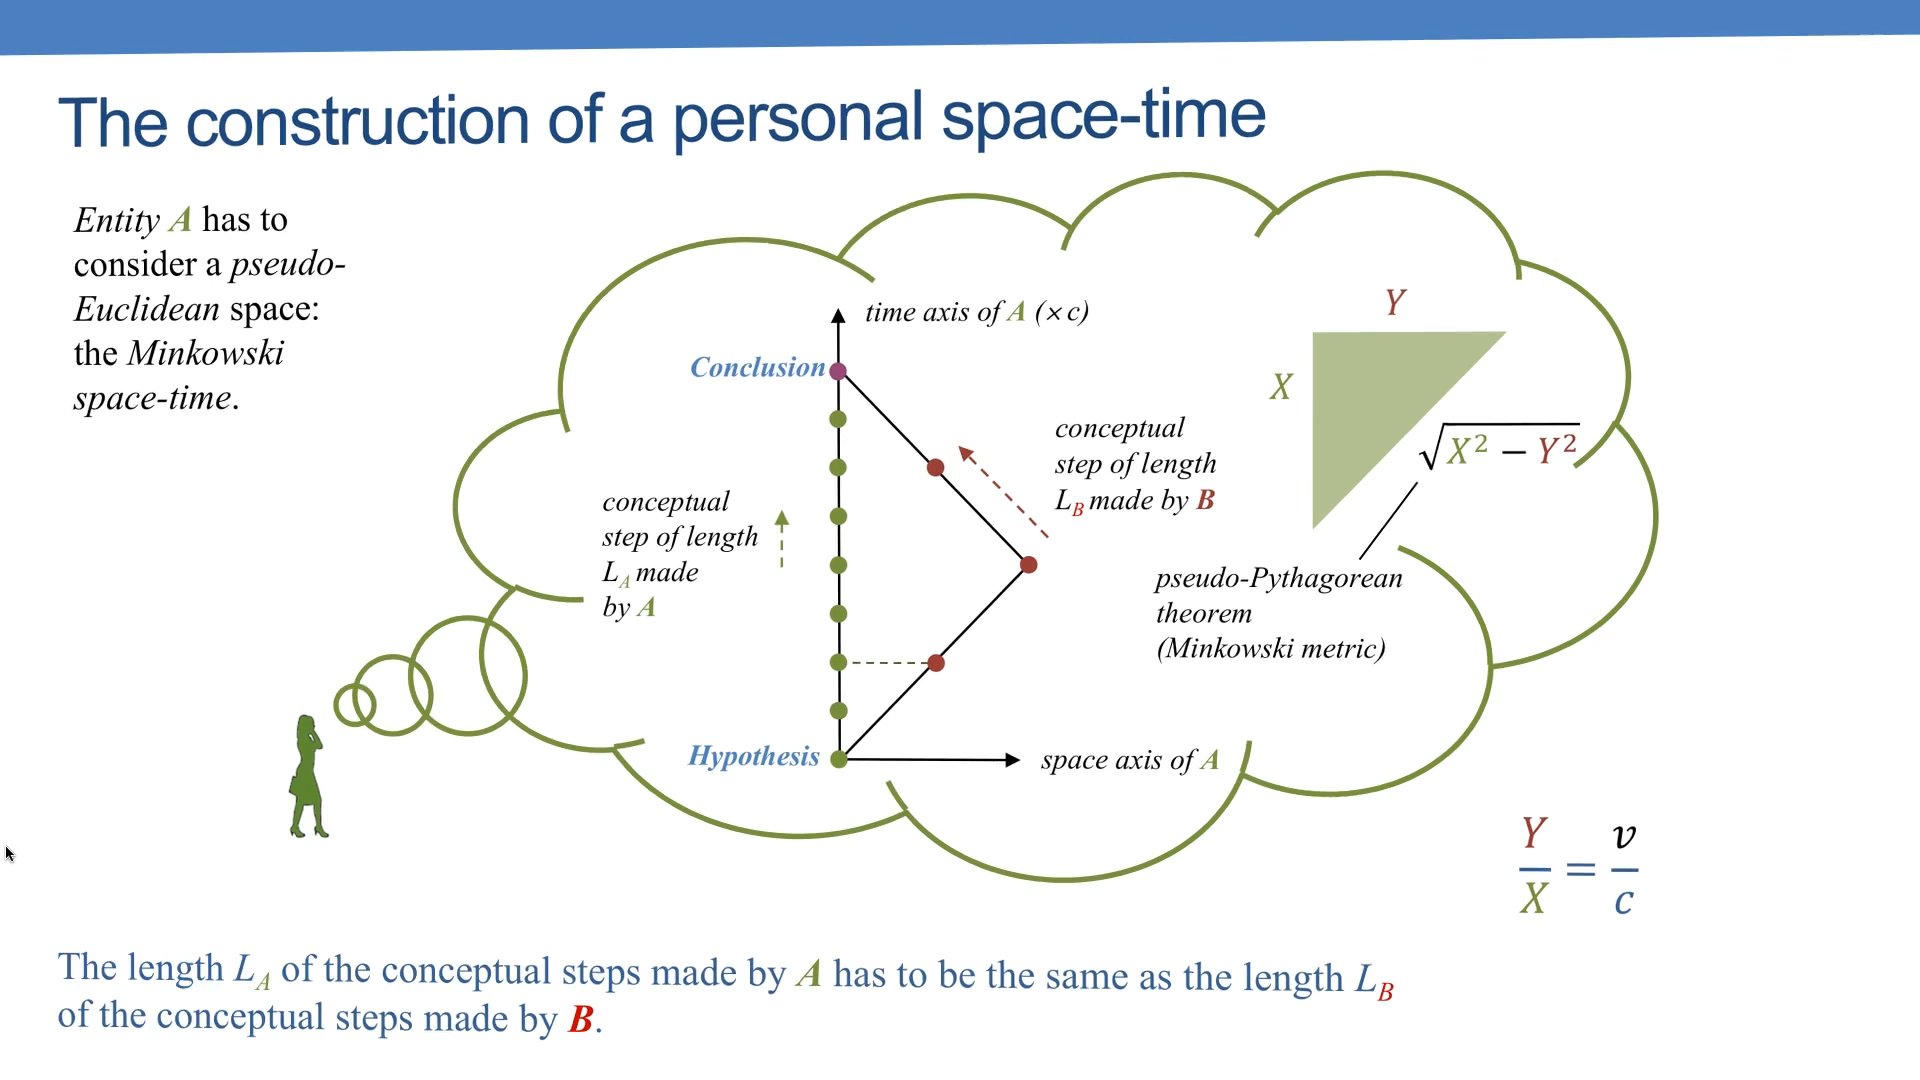 The construction of a personal space-time
Entity A has to
consider a pseudo-
Euclidean space:
the Minkowski
space-time.
time axis of A (× c)
Conclusion
Y
X
conceptual
step of length
L_B made by B
√X² − Y²
conceptual
step of length
L_A made
by A
pseudo-Pythagorean
theorem
(Minkowski metric)
Hypothesis
space axis of A
Y/X = v/c
The length L_A of the conceptual steps made by A has to be the same as the length L_B
of the conceptual steps made by B.